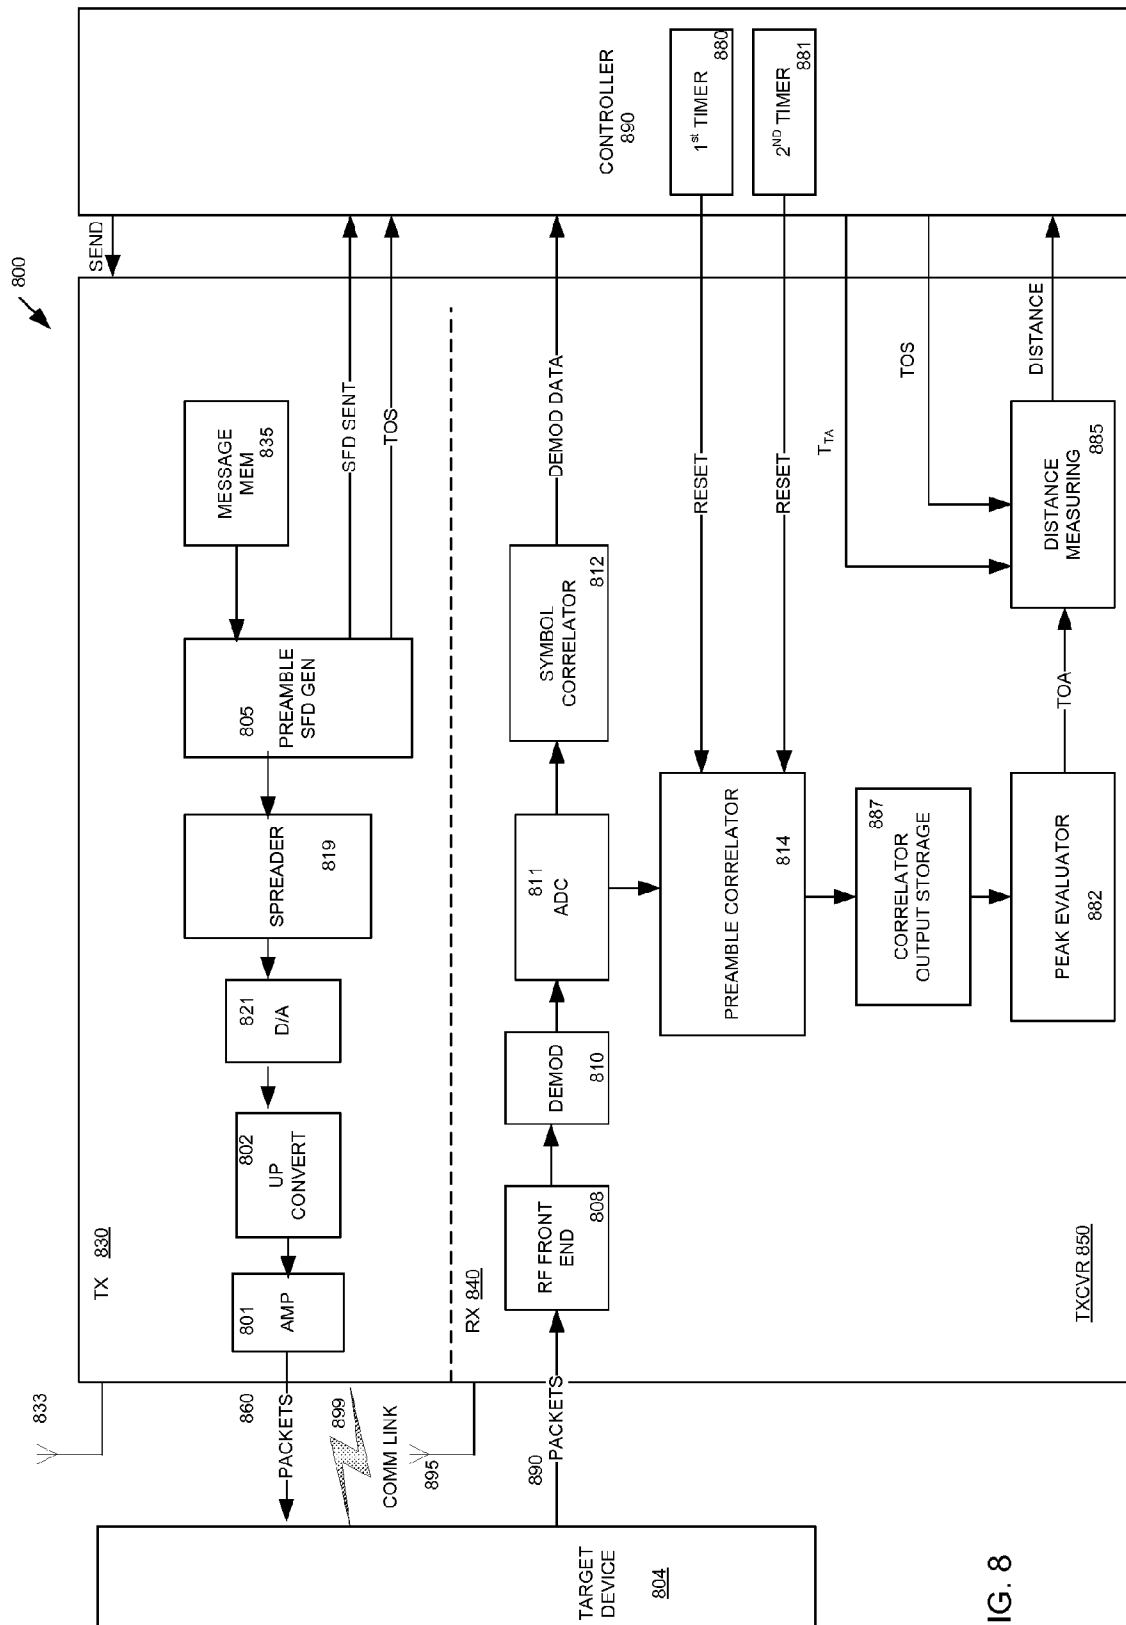 800
CONTROLLER
890
1st TIMER
880
2ND TIMER
881
SEND
SFD SENT
TOS
DEMOD DATA
RESET
RESET
TTA
TOS
DISTANCE
MESSAGE
MEM
835
805
PREAMBLE
SFD GEN
SPREADER
819
821
D/A
802
UP
CONVERT
801
AMP
TX 830
RX 840
SYMBOL
CORRELATOR
812
811
ADC
DEMOD
810
RF FRONT
END
808
PREAMBLE CORRELATOR
814
887
CORRELATOR
OUTPUT STORAGE
PEAK EVALUATOR
882
TOA
DISTANCE
MEASURING
885
TXCVR 850
833
860
PACKETS
899
COMM LINK
895
890
PACKETS
TARGET
DEVICE
804
IG. 8